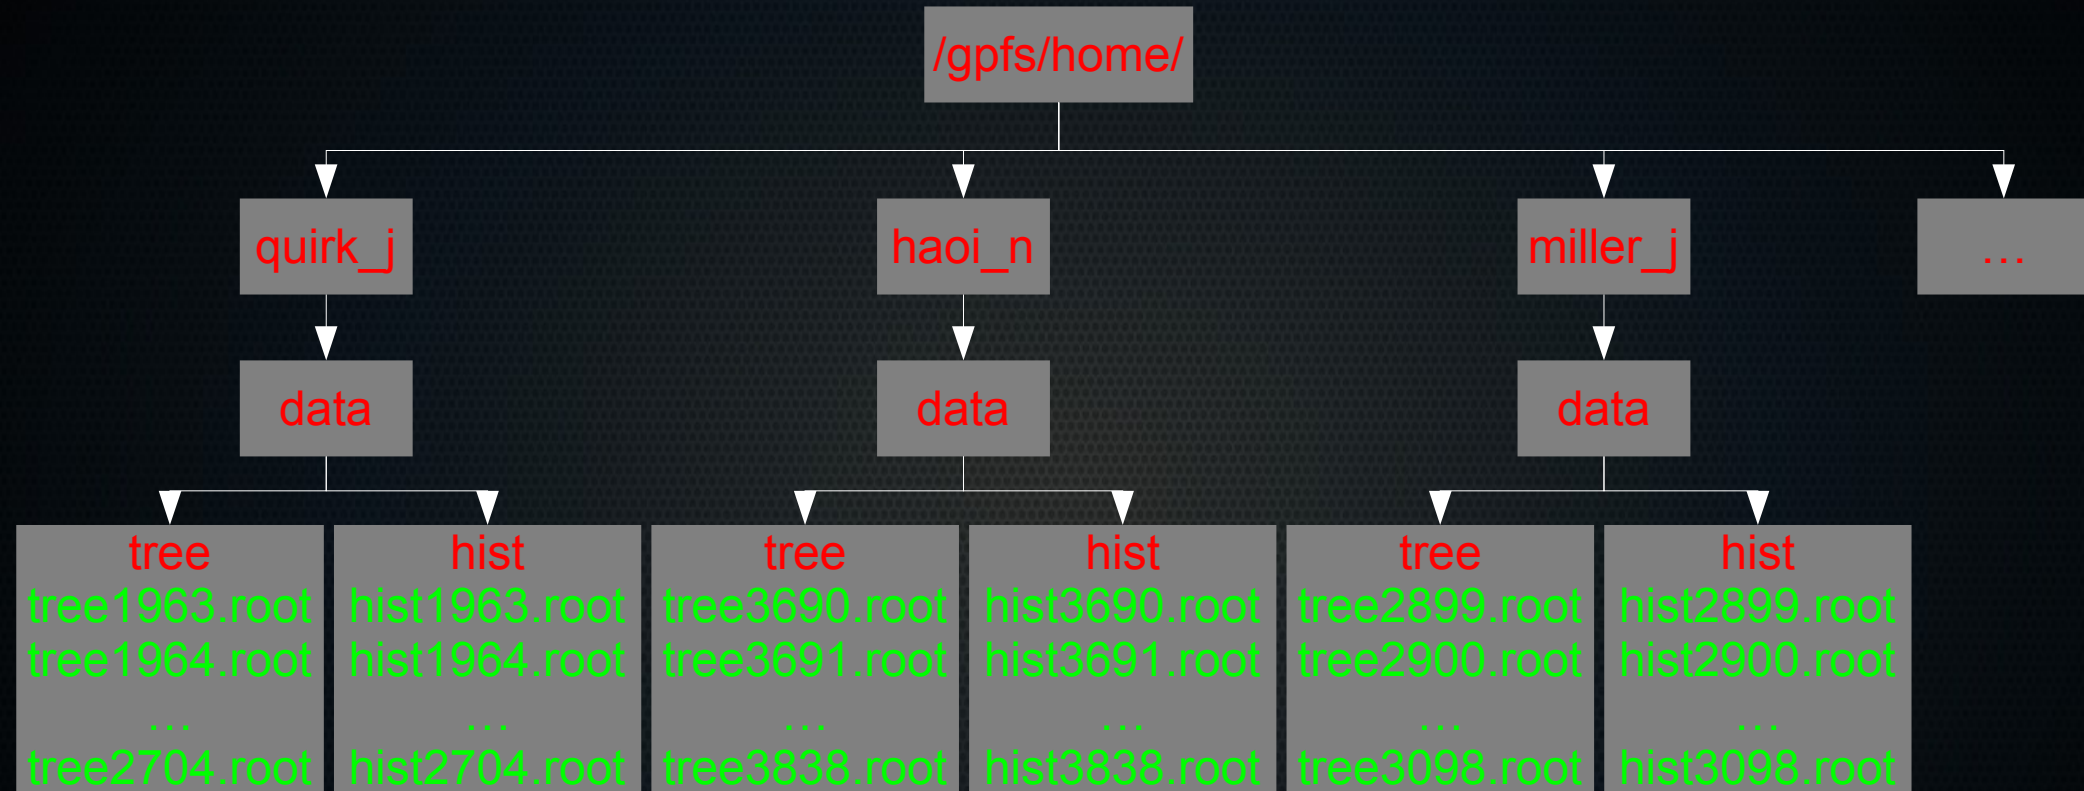 /gpfs/home/
quirk_j
haoi_n
miller_j
…
data
data
data
tree
tree1963.root
tree1964.root
…
tree2704.root
hist
hist1963.root
hist1964.root
…
hist2704.root
tree
tree3690.root
tree3691.root
…
tree3838.root
hist
hist3690.root
hist3691.root
…
hist3838.root
tree
tree2899.root
tree2900.root
…
tree3098.root
hist
hist2899.root
hist2900.root
…
hist3098.root